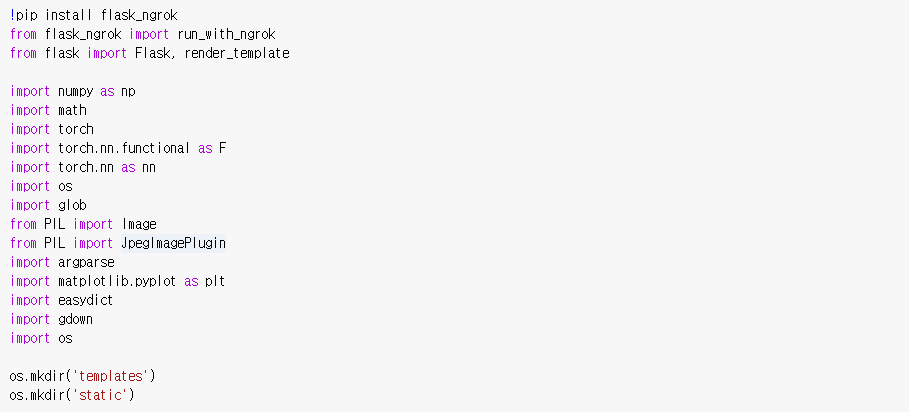 !pip install flask_ngrok
from flask_ngrok import run_with_ngrok
from flask import Flask, render_template
import numpy as np
import math
import torch
import torch.nn.functional as F
import torch.nn as nn
import os
import glob
from PIL import Image
from PIL import JpegImagePlugin
import argparse
import matplotlib.pyplot as plt
import easydict
import gdown
import os
os.mkdir('templates')
os.mkdir('static')